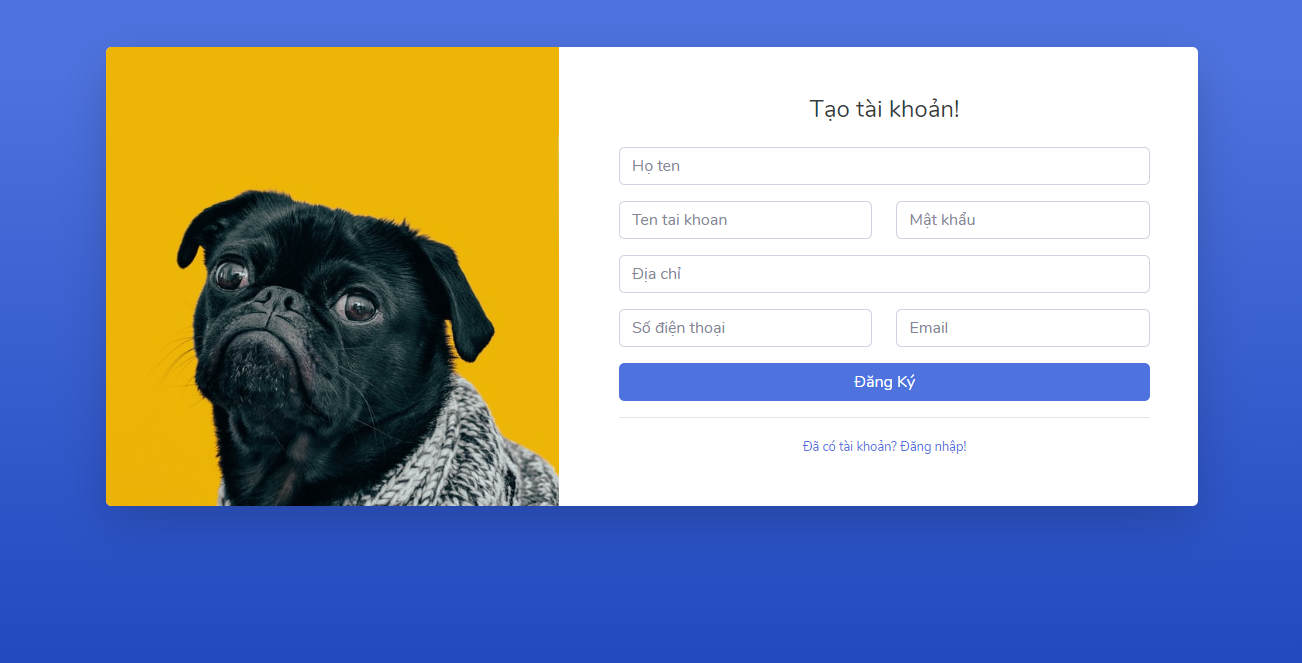 Tạo tài khoản!
Họ ten
Ten tai khoan
Mật khẩu
Địa chỉ
Số điện thoại
Email
Đăng Ký
Đã có tài khoản? Đăng nhập!